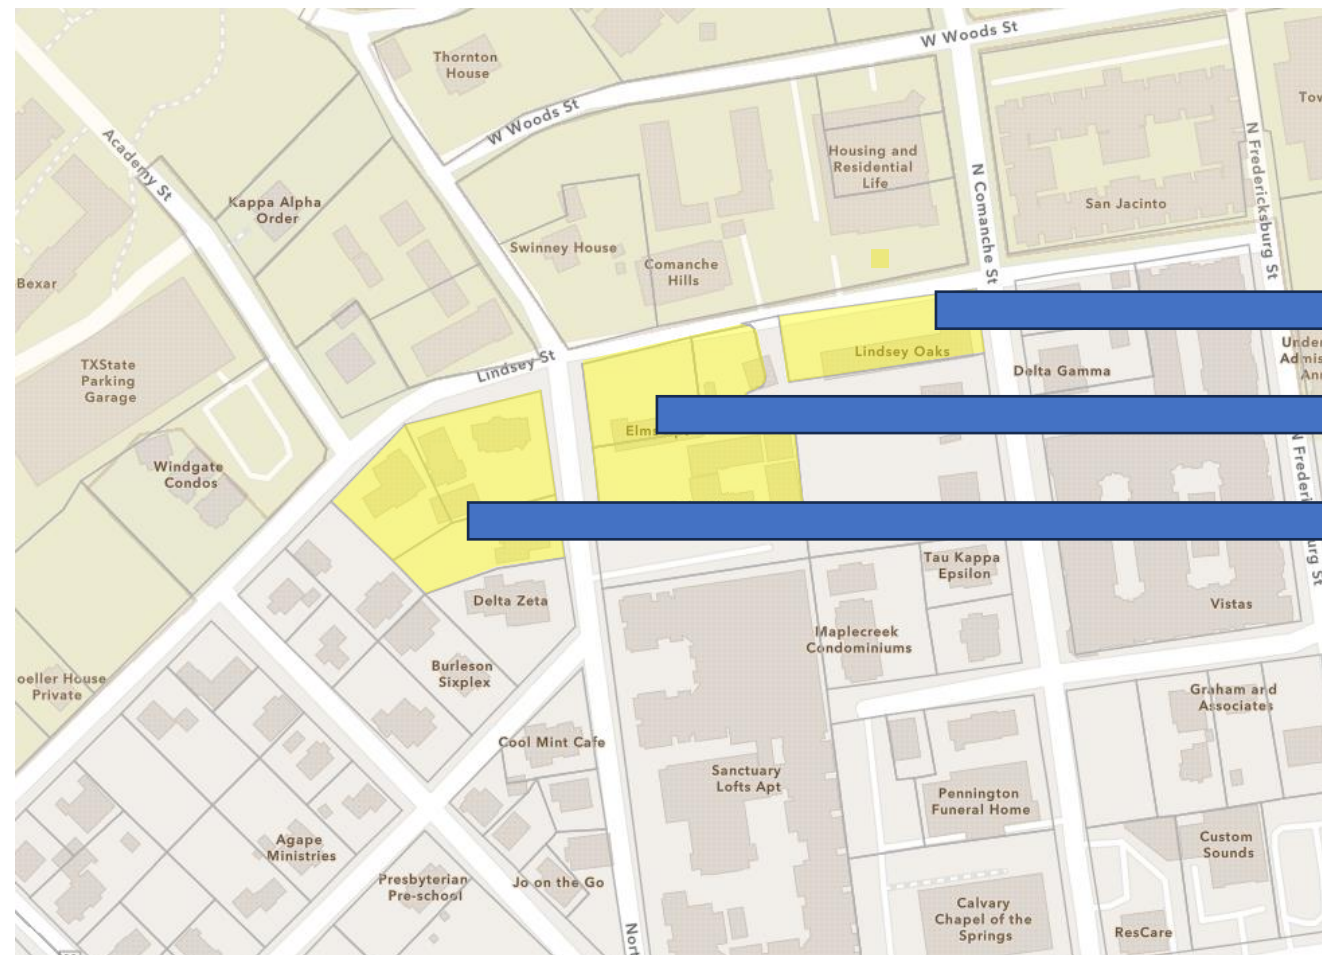 W Woods St
Thornton
House
W Woods St
Academy St
Housing and
Residential
Life
N Comanche St
N Fredericksburg St
San Jacinto
Kappa Alpha
Order
Swinney House
Comanche
Hills
Bexar
TXState
Parking
Garage
Lindsey St
Lindsey Oaks
Delta Gamma
Windgate
Condos
Delta Zeta
Tau Kappa
Epsilon
Vistas
Maplecreek
Condominiums
Burleson
Sixplex
House
Private
Graham and
Associates
Cool Mint Cafe
Sanctuary
Lofts Apt
Pennington
Funeral Home
Agape
Ministries
Custom
Sounds
Presbyterian
Pre-school
Jo on the Go
Calvary
Chapel of the
Springs
ResCare